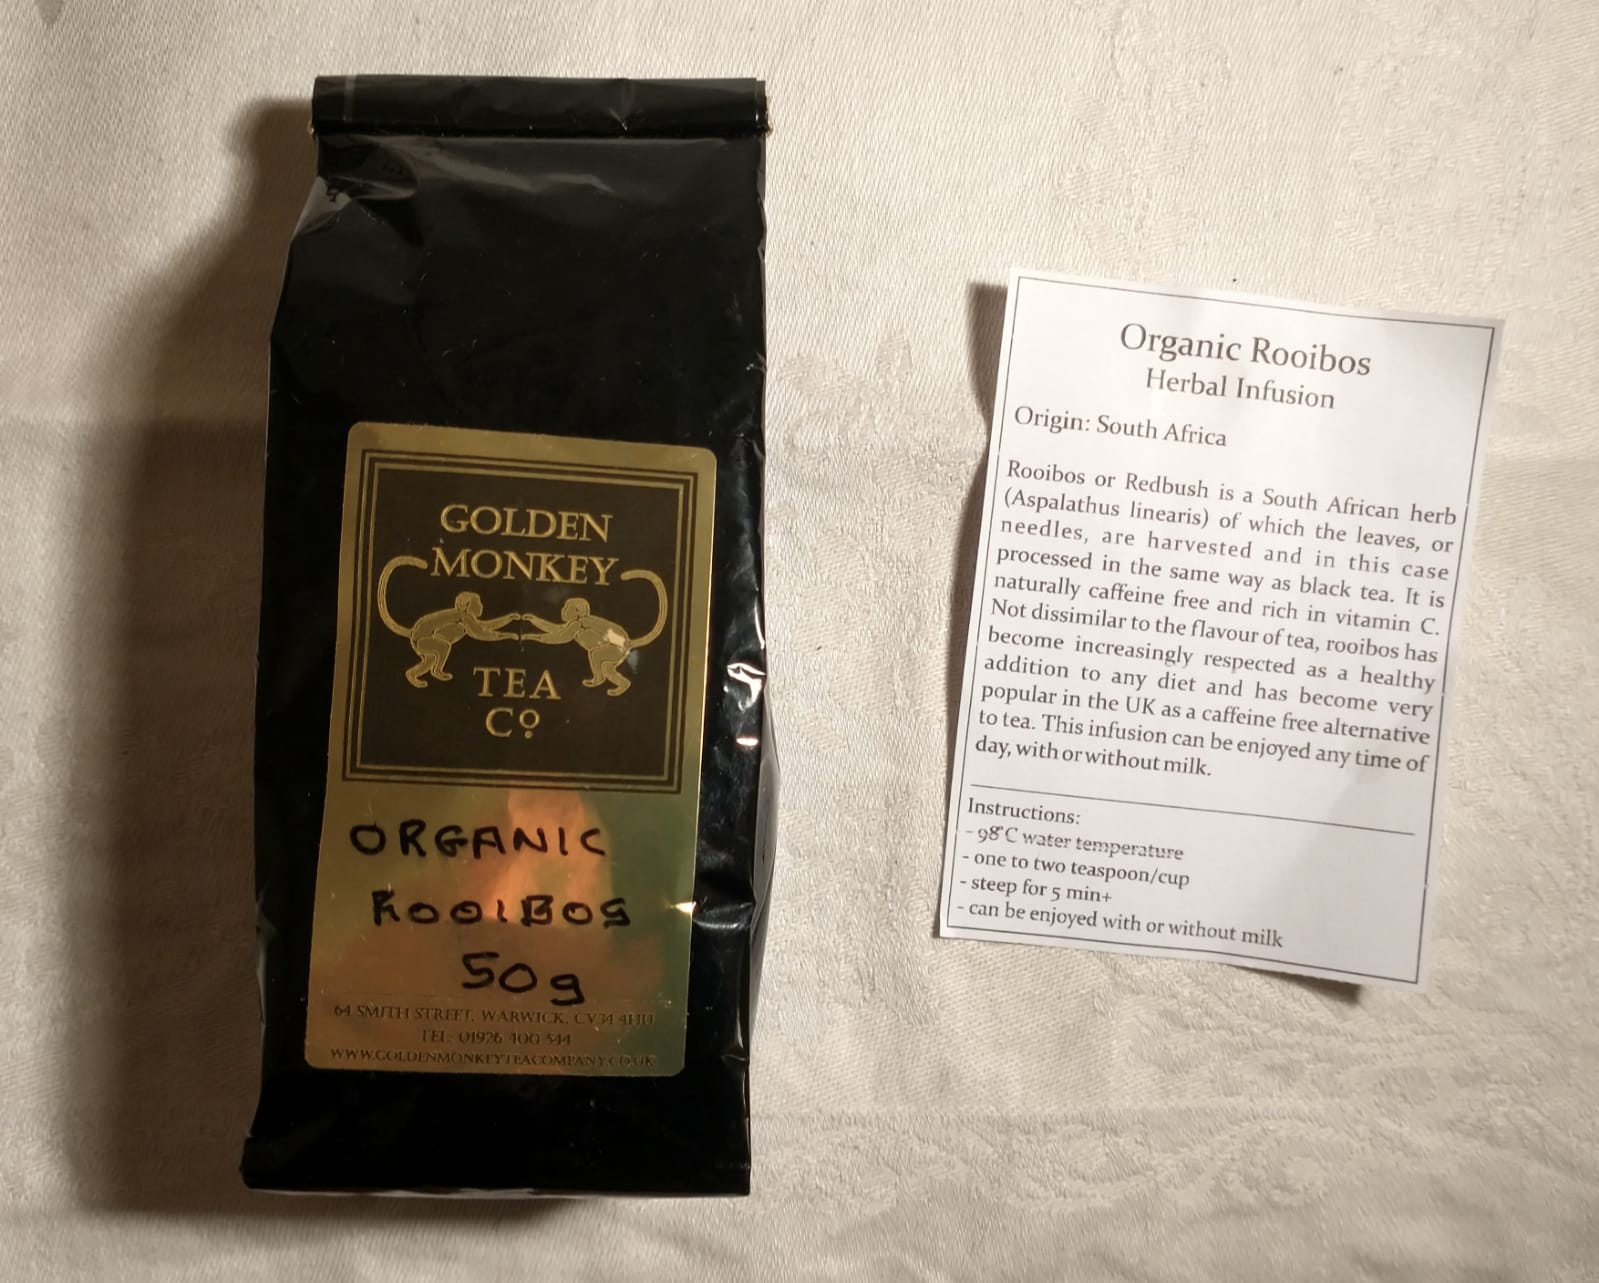 GOLDEN
MONKEY
TEA
Co
ORGANIC
ROOIBOS
50g
64 SMITH STREET, WARWICK, CV34 4HU
TEL: 01926 400 544
WWW.GOLDENMONKEYTEACOMPANY.CO.UK
Organic Rooibos
Herbal Infusion
Origin: South Africa
Rooibos or Redbush is a South African herb
(Aspalathus linearis) of which the leaves, or
needles, are harvested and in this case
processed in the same way as black tea. It is
naturally caffeine free and rich in vitamin C.
Not dissimilar to the flavour of tea, rooibos has
become increasingly respected as a healthy
addition to any diet and has become very
popular in the UK as a caffeine free alternative
to tea. This infusion can be enjoyed any time of
day, with or without milk.
Instructions:
- 98°C water temperature
- one to two teaspoon/cup
- steep for 5 min+
- can be enjoyed with or without milk